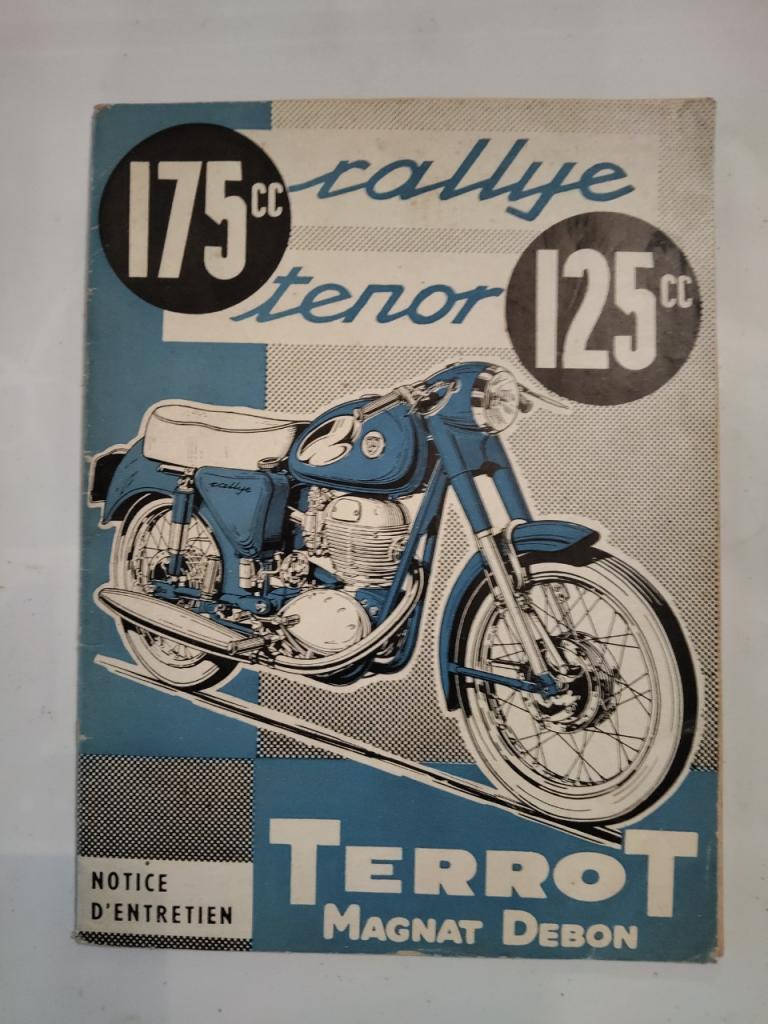 175cc rallye
tenor 125cc
rallye
TERROT
MAGNAT DEBON
NOTICE
D'ENTRETIEN